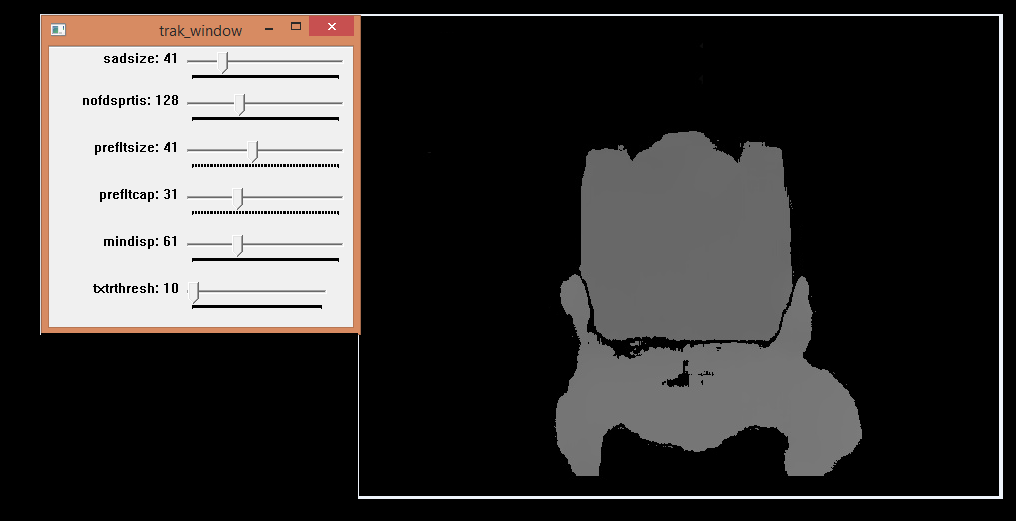 trak_window
sadsize: 41
nofdsprtis: 128
prefltsize: 41
prefltcap: 31
mindisp: 61
txtrthresh: 10